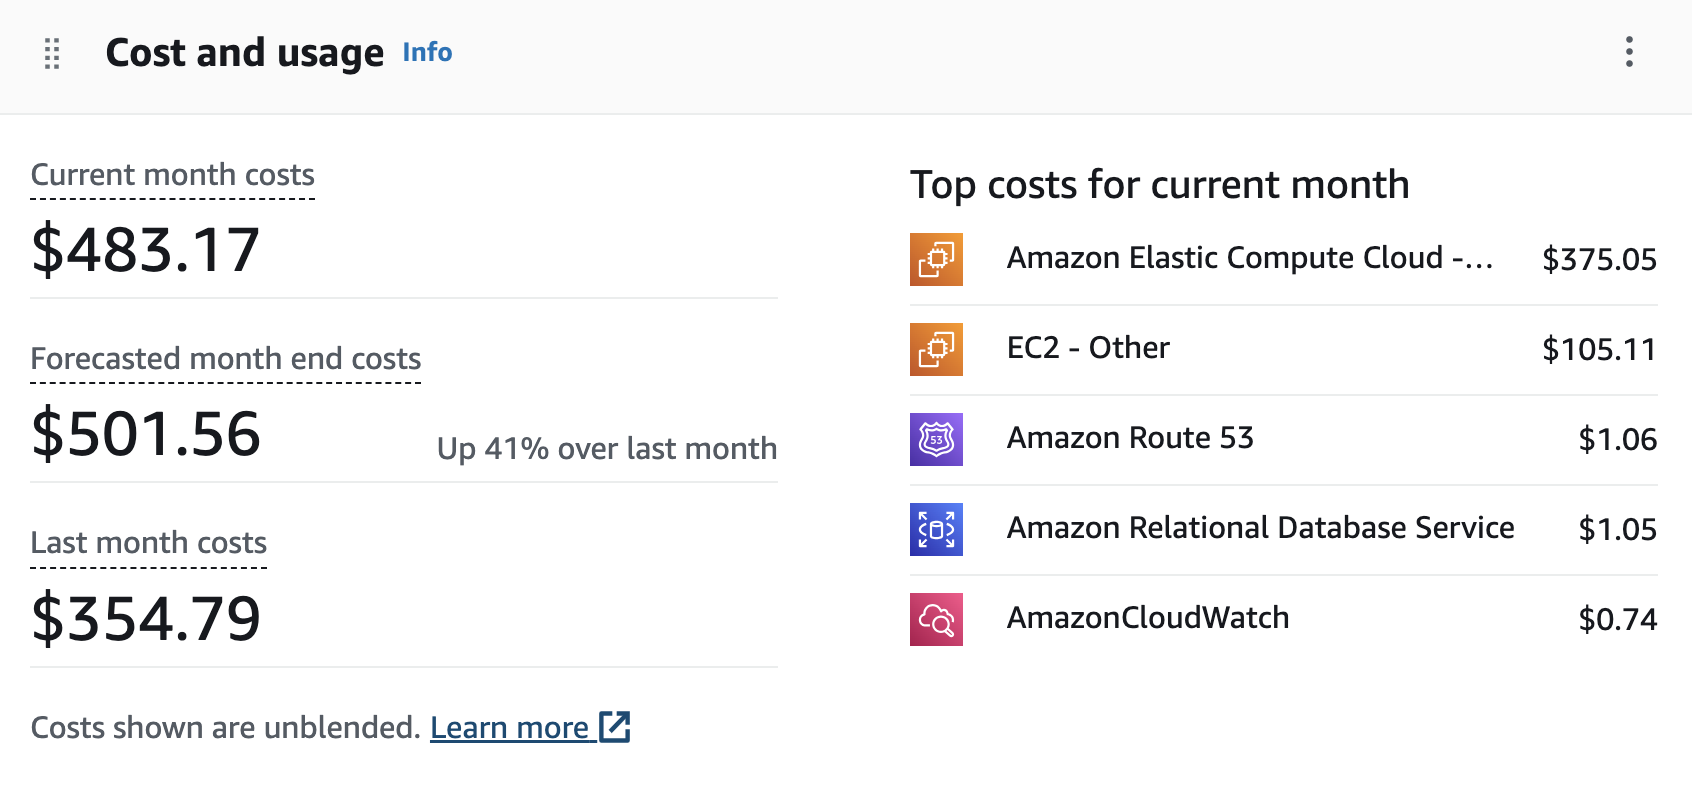 Cost and usage Info
Current month costs
$483.17
Forecasted month end costs
$501.56
Up 41% over last month
Last month costs
$354.79
Costs shown are unblended. Learn more
Top costs for current month
Amazon Elastic Compute Cloud -... $375.05
EC2 - Other $105.11
53
Amazon Route 53 $1.06
Amazon Relational Database Service $1.05
AmazonCloudWatch $0.74